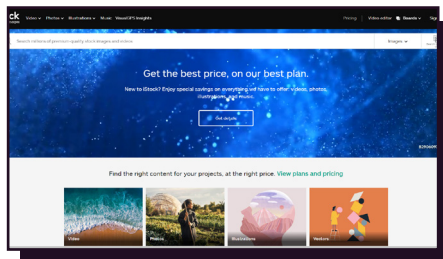 ck
Video Photos Illustrations Music VisualGPS Insights
Pricing | Video editor Boards Sign
Search millions of premium quality stock images and videos
Images
Get the best price, on our best plan.
New to iStock? Enjoy special savings on everything we have to offer: videos, photos,
illustrations, and music.
Get details
Find the right content for your projects, at the right price. View plans and pricing
Video
Photos
Illustrations
Vectors